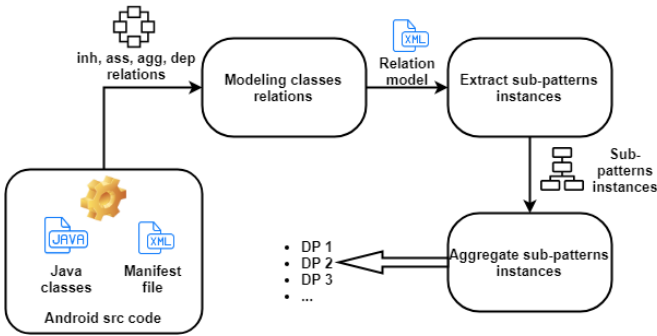 inh, ass, agg, dep
relations
Modeling classes
relations
XML
Relation
model
Extract sub-patterns
instances
Sub-
patterns
instances
Aggregate sub-patterns
instances
• DP 1
• DP 2
• DP 3
• ...
JAVA
Java
classes
XML
Manifest
file
Android src code